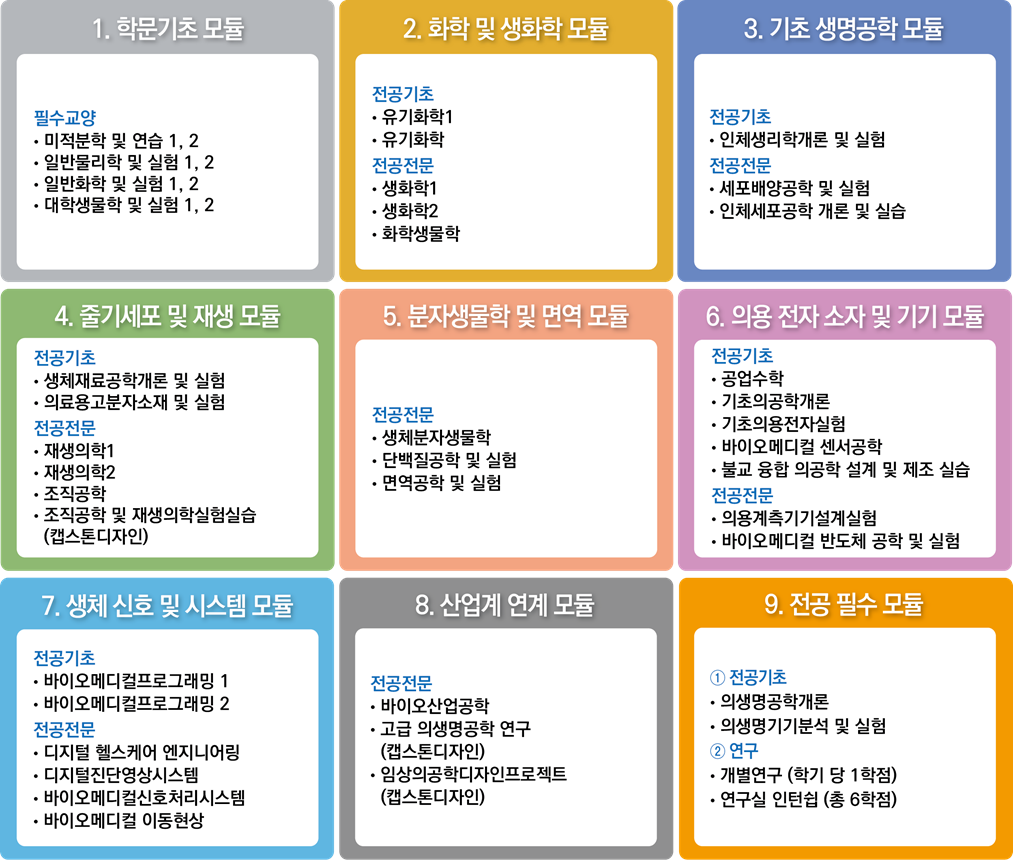 1. 학문기초 모듈
필수교양
• 미적분학 및 연습 1, 2
• 일반물리학 및 실험 1, 2
• 일반화학 및 실험 1, 2
• 대학생물학 및 실험 1, 2
2. 화학 및 생화학 모듈
전공기초
• 유기화학1
• 유기화학
전공전문
• 생화학1
• 생화학2
• 화학생물학
3. 기초 생명공학 모듈
전공기초
• 인체생리학개론 및 실험
전공전문
• 세포배양공학 및 실험
• 인체세포공학 개론 및 실습
4. 줄기세포 및 재생 모듈
전공기초
• 생체재료공학개론 및 실험
• 의료용고분자소재 및 실험
전공전문
• 재생의학1
• 재생의학2
• 조직공학
• 조직공학 및 재생의학실험실습
(캡스톤디자인)
5. 분자생물학 및 면역 모듈
전공전문
• 생체분자생물학
• 단백질공학 및 실험
• 면역공학 및 실험
6. 의용 전자 소자 및 기기 모듈
전공기초
• 공업수학
• 기초의공학개론
• 기초의용전자실험
• 바이오메디컬 센서공학
• 불교 융합 의공학 설계 및 제조 실습
전공전문
• 의용계측기기설계실험
• 바이오메디컬 반도체 공학 및 실험
7. 생체 신호 및 시스템 모듈
전공기초
• 바이오메디컬프로그래밍 1
• 바이오메디컬프로그래밍 2
전공전문
• 디지털 헬스케어 엔지니어링
• 디지털진단영상시스템
• 바이오메디컬신호처리시스템
• 바이오메디컬 이동현상
8. 산업계 연계 모듈
전공전문
• 바이오산업공학
• 고급 의생명공학 연구
(캡스톤디자인)
• 임상의공학디자인프로젝트
(캡스톤디자인)
9. 전공 필수 모듈
① 전공기초
• 의생명공학개론
• 의생명기기분석 및 실험
② 연구
• 개별연구 (학기 당 1학점)
• 연구실 인턴쉽 (총 6학점)